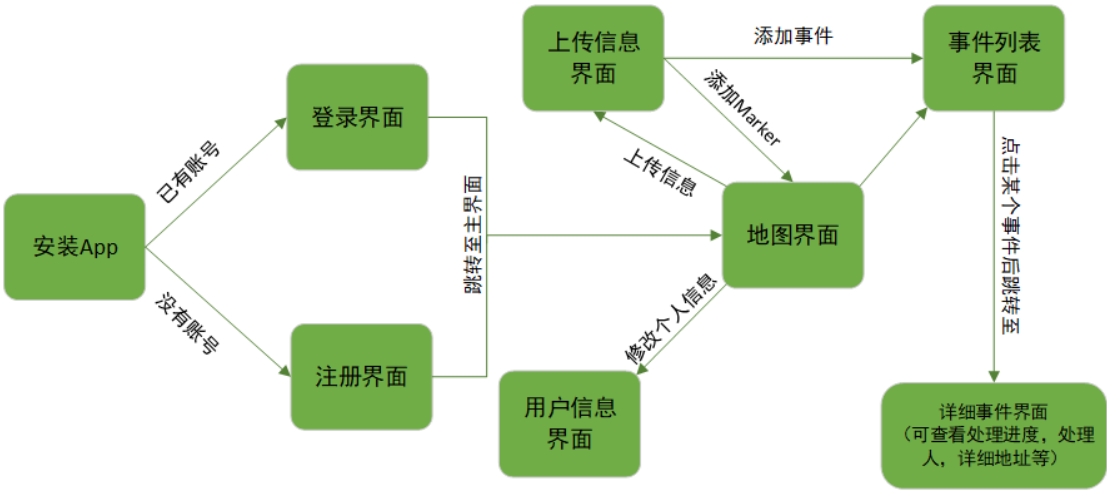 安装App
已有账号
没有账号
登录界面
注册界面
跳转至主界面
上传信息
界面
添加事件
添加Marker
上传信息
地图界面
修改个人信息
用户信息
界面
事件列表
界面
点击某个事件后跳转至
详细事件界面
（可查看处理进度，处理
人，详细地址等）